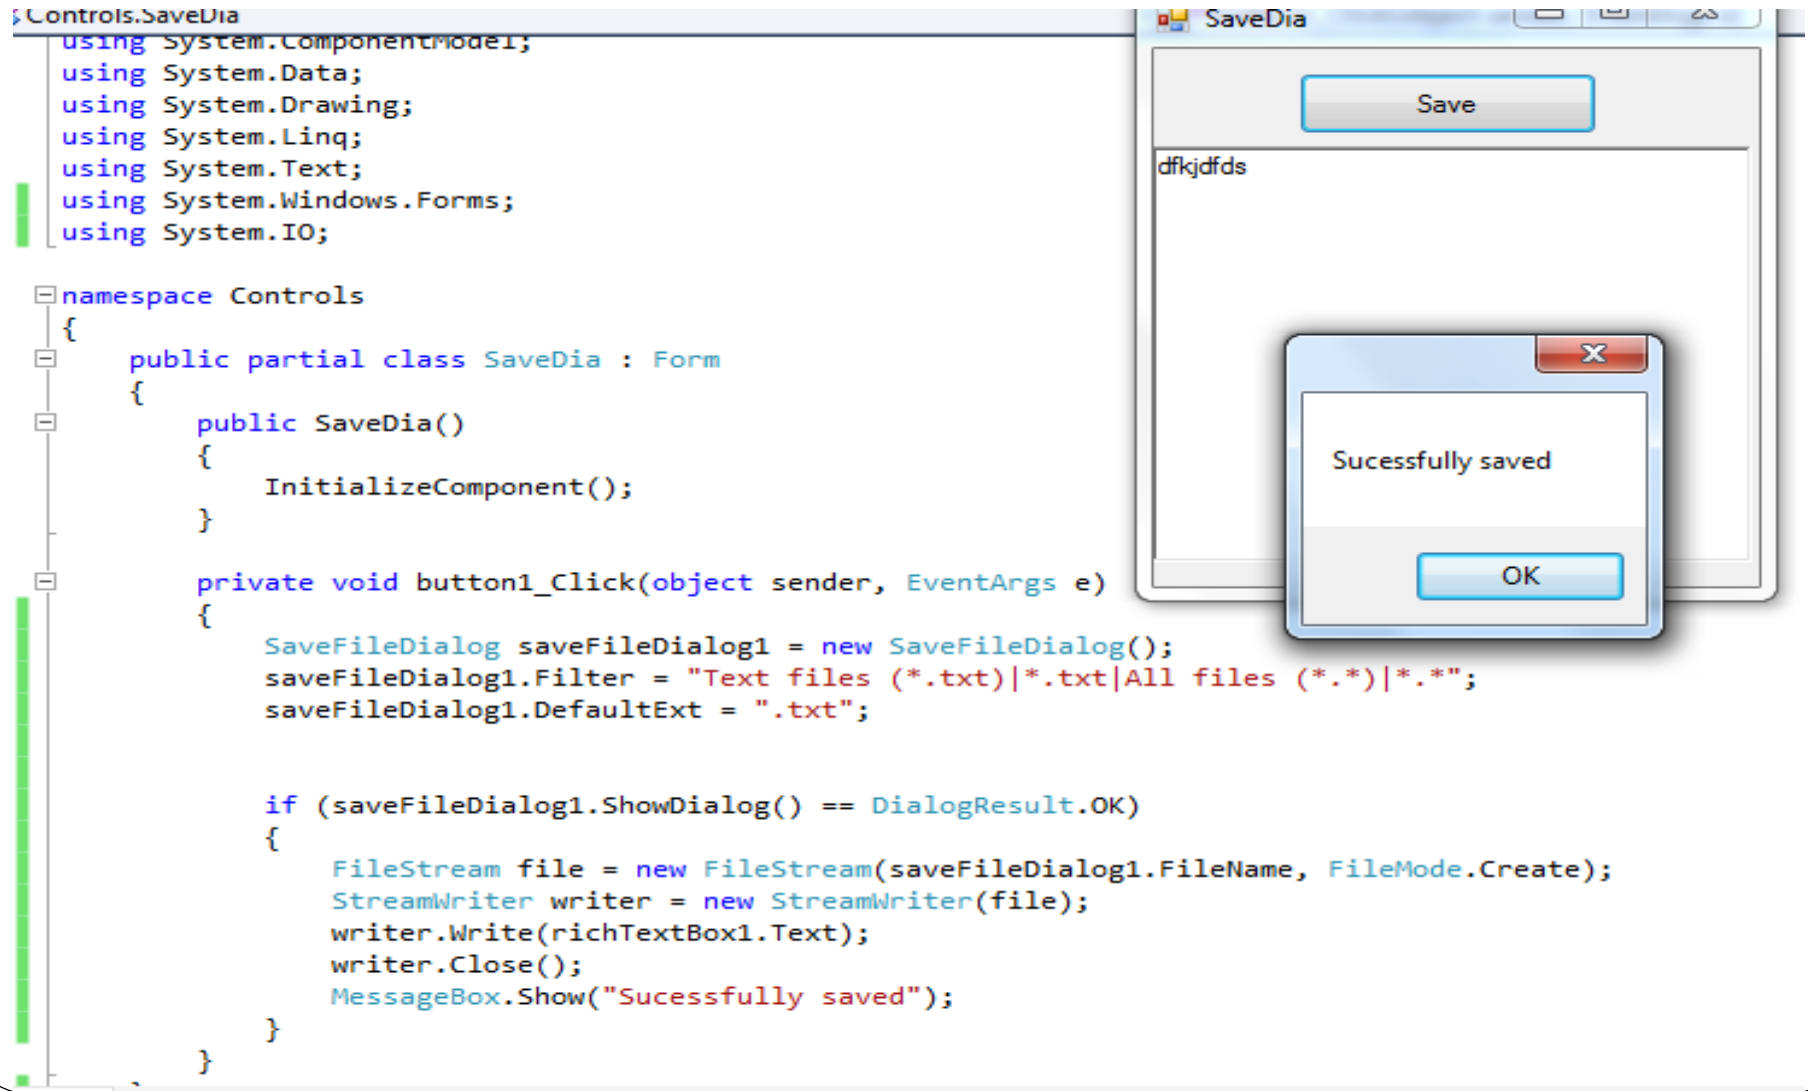 Controls.SaveDia
using System.ComponentModel;
using System.Data;
using System.Drawing;
using System.Linq;
using System.Text;
using System.Windows.Forms;
using System.IO;
namespace Controls
{
public partial class SaveDia : Form
{
public SaveDia()
{
InitializeComponent();
}
private void button1_Click(object sender, EventArgs e)
{
SaveFileDialog saveFileDialog1 = new SaveFileDialog();
saveFileDialog1.Filter = "Text files (*.txt)|*.txt|All files (*.*)|*.*";
saveFileDialog1.DefaultExt = ".txt";
if (saveFileDialog1.ShowDialog() == DialogResult.OK)
{
FileStream file = new FileStream(saveFileDialog1.FileName, FileMode.Create);
StreamWriter writer = new StreamWriter(file);
writer.Write(richTextBox1.Text);
writer.Close();
MessageBox.Show("Sucessfully saved");
}
}
SaveDia
Save
dfkjdfds
Sucessfully saved
OK